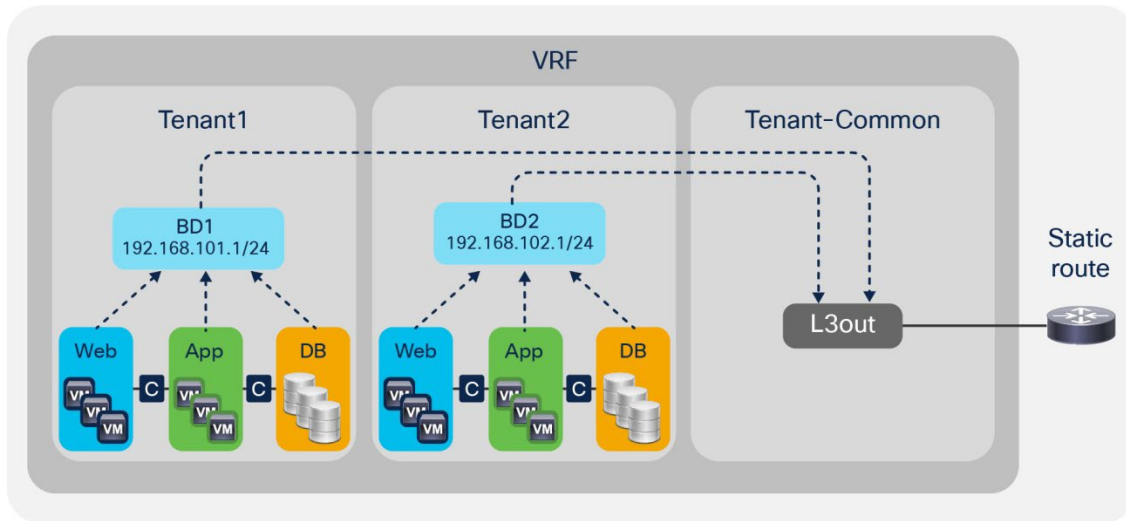 VRF
Tenant1
Tenant2
Tenant-Common
BD1
192.168.101.1/24
BD2
192.168.102.1/24
Static
route
L3out
Web
App
DB
Web
App
DB
C
C
C
C
VM
VM
VM
VM
VM
VM
VM
VM
VM
VM
VM
VM